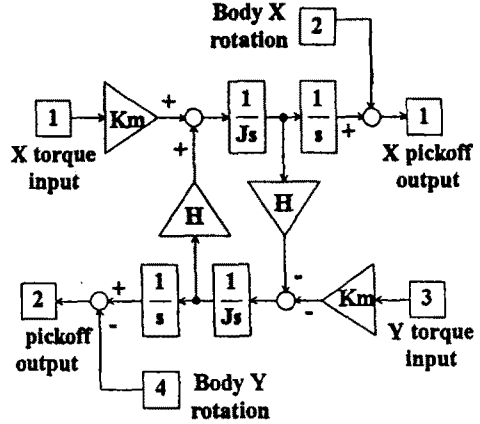 Body X
rotation
2
1
Km
+
+
1
Js
1
s
+
1
X torque
input
X pickoff
output
H
H
2
+
-
1
s
1
Js
-
-
Km
3
pickoff
output
Y torque
input
4
Body Y
rotation